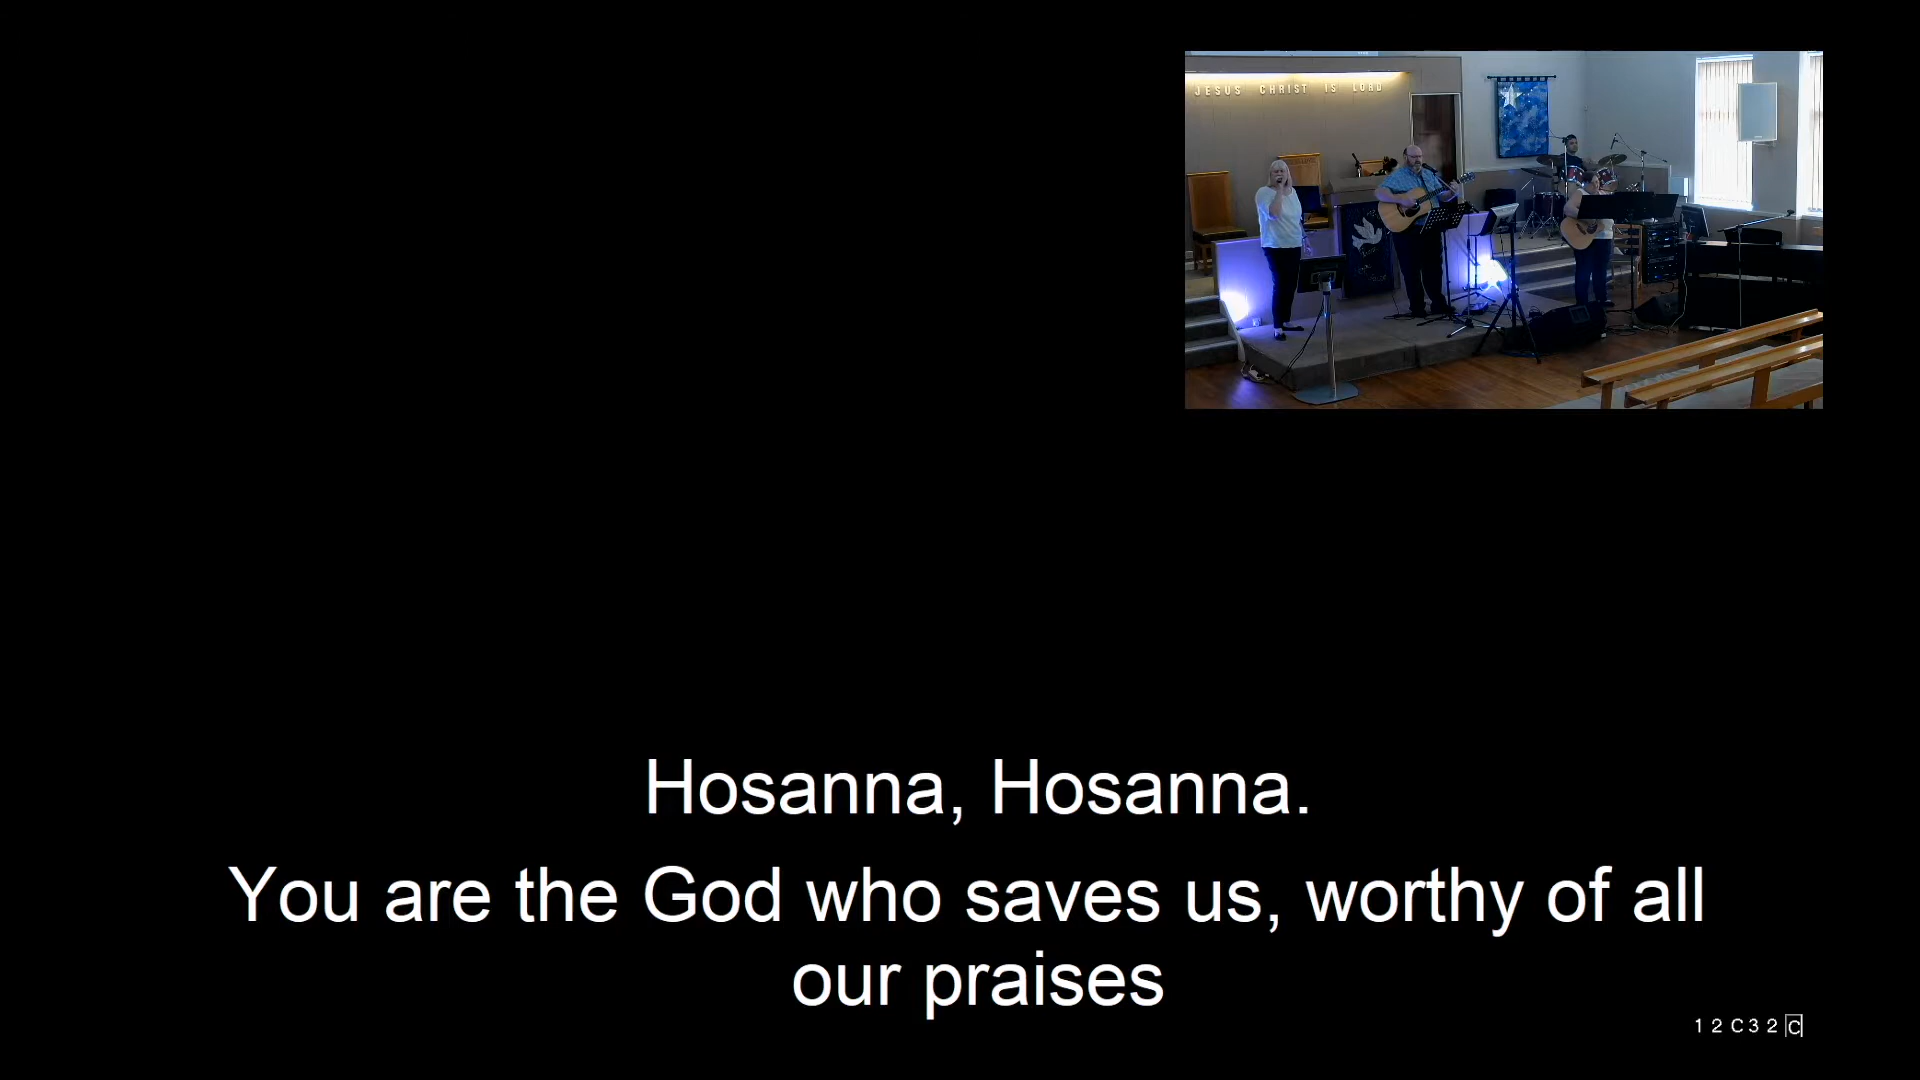 JESUS CHRIST IS LORD
Hosanna, Hosanna.
You are the God who saves us, worthy of all
our praises
1 2 C 3 2 C